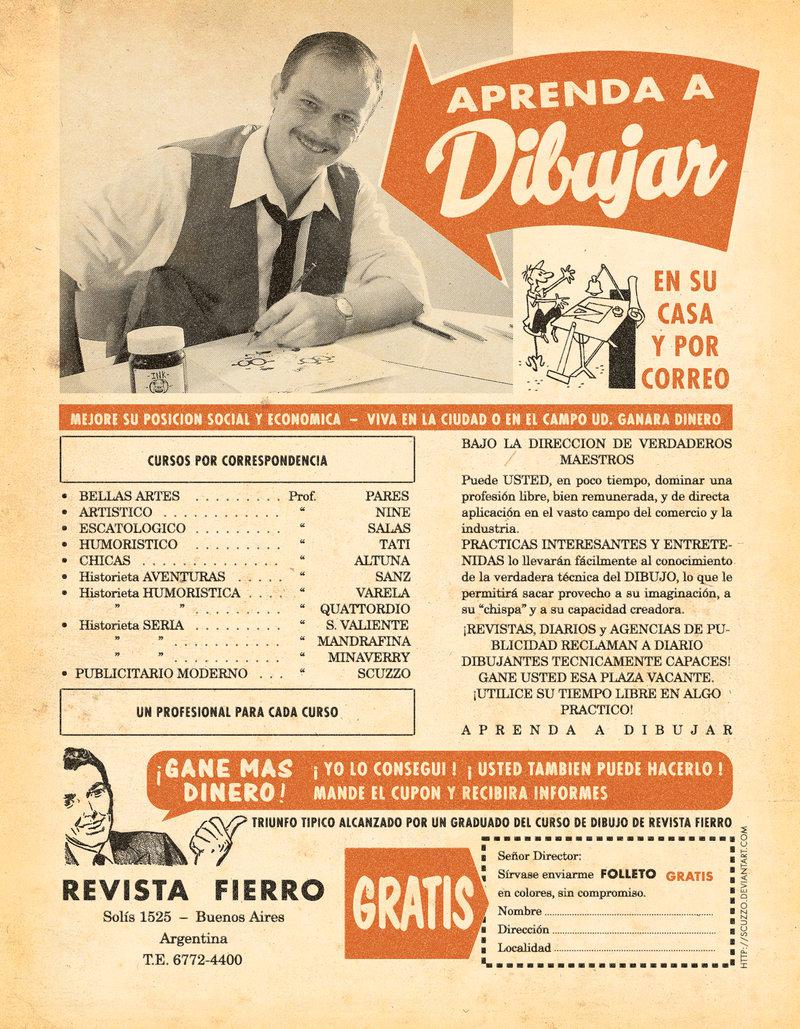 APRENDA A
Dibujar
EN SU
CASA
Y POR
CORREO
-INK-
MEJORE SU POSICION SOCIAL Y ECONOMICA – VIVA EN LA CIUDAD O EN EL CAMPO UD. GANARA DINERO
CURSOS POR CORRESPONDENCIA
• BELLAS ARTES . . . . . . . . . Prof. PARES
• ARTISTICO . . . . . . . . . . . . “ NINE
• ESCATOLOGICO . . . . . . . . . “ SALAS
• HUMORISTICO . . . . . . . . . . “ TATI
• CHICAS . . . . . . . . . . . . . . “ ALTUNA
• Historieta AVENTURAS . . . . . “ SANZ
• Historieta HUMORISTICA . . . . “ VARELA
” ” . . . . . . . . “ QUATTORDIO
• Historieta SERIA . . . . . . . . . “ S. VALIENTE
” ” . . . . . . . . . “ MANDRAFINA
” ” . . . . . . . . . “ MINAVERRY
• PUBLICITARIO MODERNO . . . “ SCUZZO
UN PROFESIONAL PARA CADA CURSO
BAJO LA DIRECCION DE VERDADEROS
MAESTROS
Puede USTED, en poco tiempo, dominar una
profesión libre, bien remunerada, y de directa
aplicación en el vasto campo del comercio y la
industria.
PRACTICAS INTERESANTES Y ENTRETE-
NIDAS lo llevarán fácilmente al conocimiento
de la verdadera técnica del DIBUJO, lo que le
permitirá sacar provecho a su imaginación, a
su “chispa” y a su capacidad creadora.
¡REVISTAS, DIARIOS y AGENCIAS DE PU-
BLICIDAD RECLAMAN A DIARIO
DIBUJANTES TECNICAMENTE CAPACES!
GANE USTED ESA PLAZA VACANTE.
¡UTILICE SU TIEMPO LIBRE EN ALGO
PRACTICO!
APRENDA A DIBUJAR
¡GANE MAS
DINERO!
¡ YO LO CONSEGUI ! ¡ USTED TAMBIEN PUEDE HACERLO !
MANDE EL CUPON Y RECIBIRA INFORMES
TRIUNFO TIPICO ALCANZADO POR UN GRADUADO DEL CURSO DE DIBUJO DE REVISTA FIERRO
REVISTA FIERRO
Solís 1525 – Buenos Aires
Argentina
T.E. 6772-4400
GRATIS
Señor Director:
Sírvase enviarme FOLLETO GRATIS
en colores, sin compromiso.
Nombre
Dirección
Localidad
HTTP://SCUZZO.DEVIANTART.COM